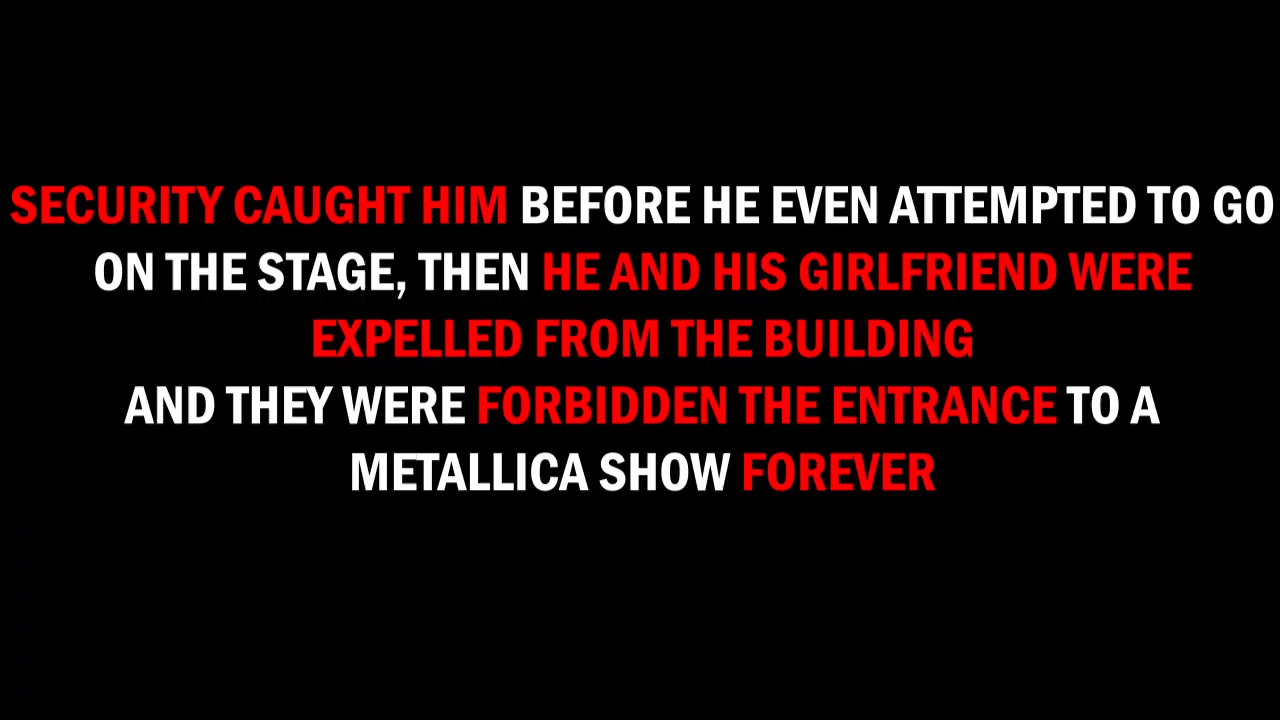 SECURITY CAUGHT HIM BEFORE HE EVEN ATTEMPTED TO GO
ON THE STAGE, THEN HE AND HIS GIRLFRIEND WERE
EXPELLED FROM THE BUILDING
AND THEY WERE FORBIDDEN THE ENTRANCE TO A
METALLICA SHOW FOREVER